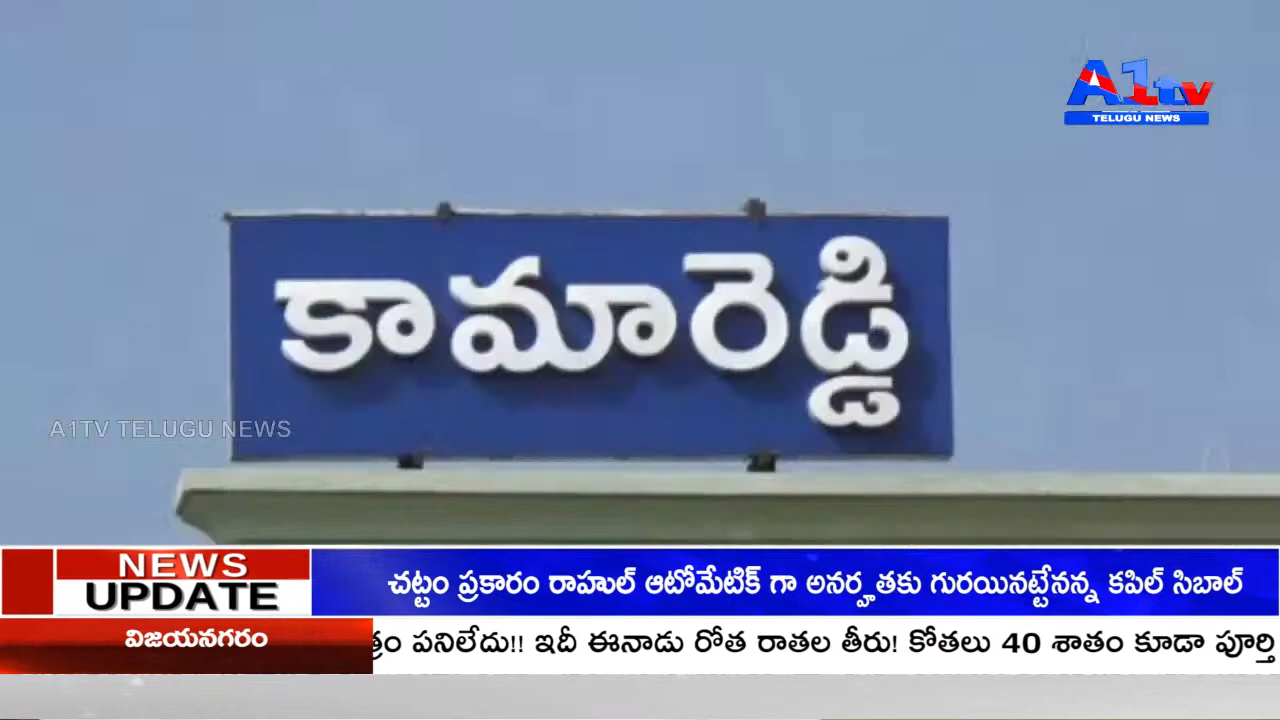 A1tv
TELUGU NEWS
కామారెడ్డి
A1TV TELUGU NEWS
NEWS
UPDATE
చట్టం ప్రకారం రాహుల్ ఆటోమేటిక్ గా అనర్హతకు గురయినట్టేనన్న కపిల్ సిబాల్
విజయనగరం
పనిలేదు!! ఇదీ ఈనాడు రోత రాతల తీరు! కోతలు 40 శాతం కూడా పూర్తి